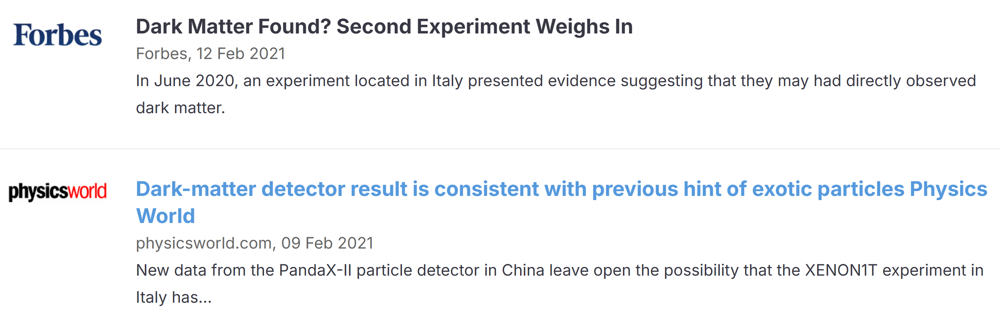 Forbes
Dark Matter Found? Second Experiment Weighs In
Forbes, 12 Feb 2021
In June 2020, an experiment located in Italy presented evidence suggesting that they may had directly observed
dark matter.
physicsworld
Dark-matter detector result is consistent with previous hint of exotic particles Physics
World
physicsworld.com, 09 Feb 2021
New data from the PandaX-II particle detector in China leave open the possibility that the XENON1T experiment in
Italy has...